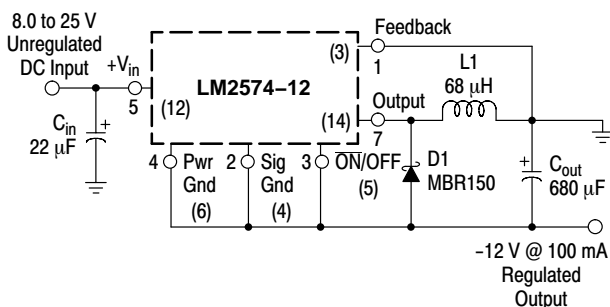 8.0 to 25 V
Unregulated
DC Input
+Vin
5
(12)
Cin
22 μF
+
LM2574–12
(3)
Feedback
1
(14)
Output
7
L1
68 μH
4
Pwr
Gnd
(6)
2
Sig
Gnd
(4)
3
ON/OFF
(5)
D1
MBR150
+
Cout
680 μF
–12 V @ 100 mA
Regulated
Output